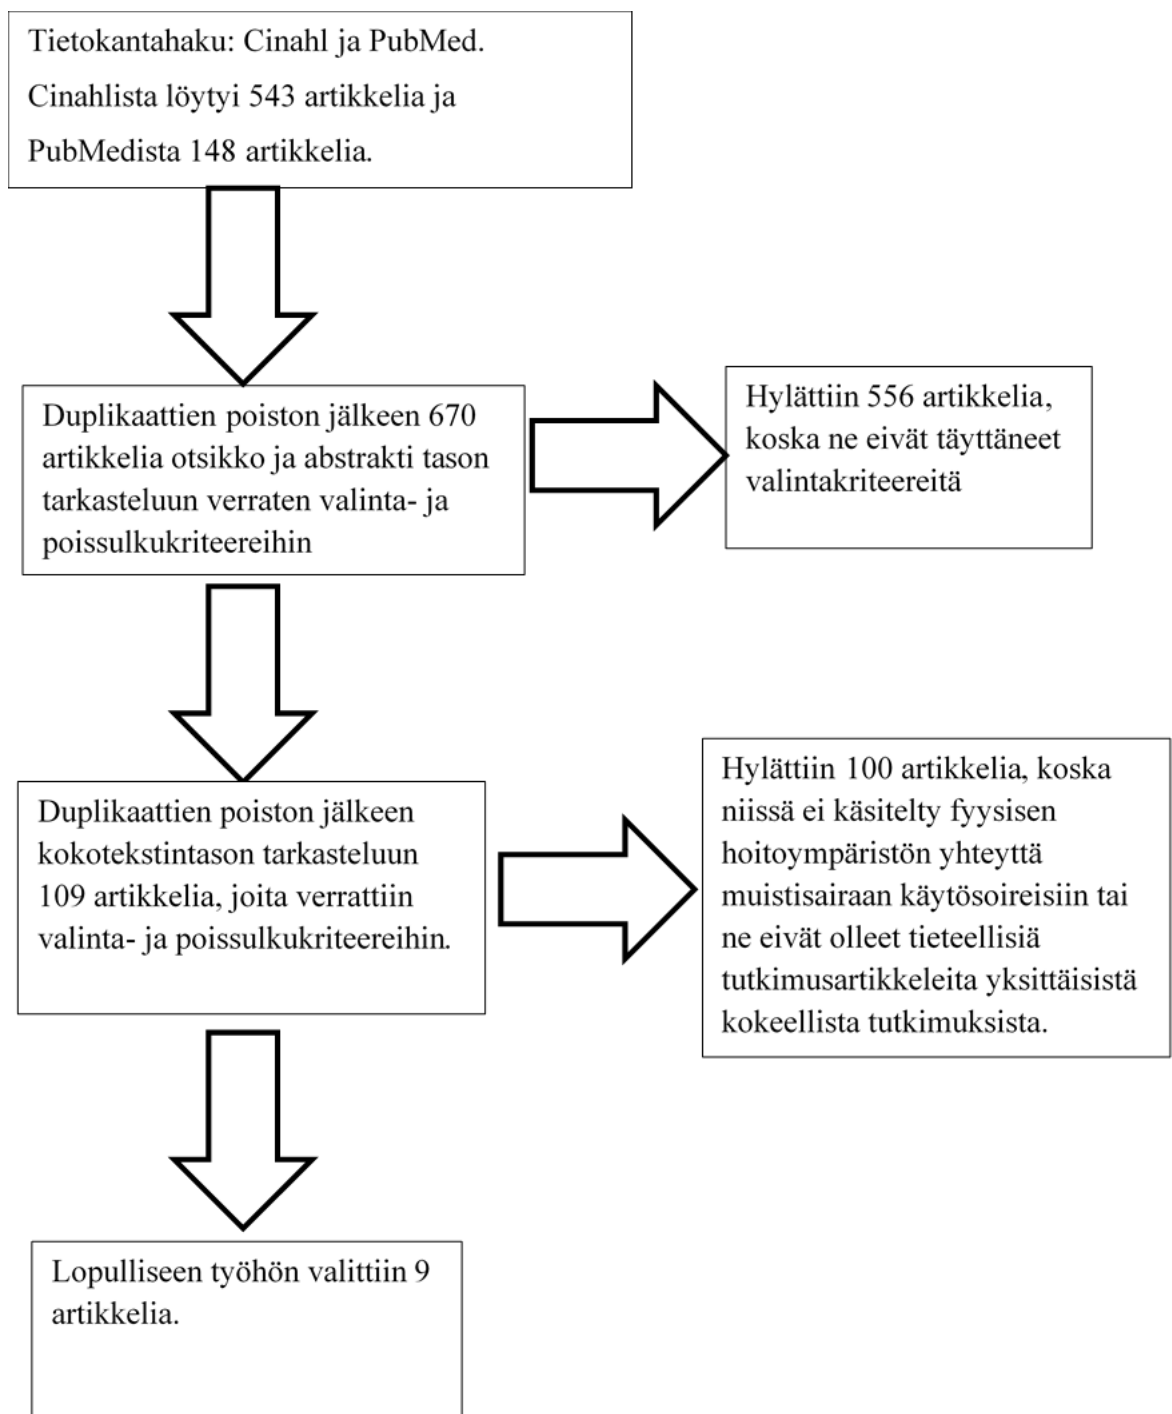 Tietokantahaku: Cinahl ja PubMed.
Cinahlista löytyi 543 artikkelia ja
PubMedista 148 artikkelia.
Duplikaattien poiston jälkeen 670
artikkelia otsikko ja abstrakti tason
tarkasteluun verraten valinta- ja
poissulkukriteereihin
Hylättiin 556 artikkelia,
koska ne eivät täyttäneet
valintakriteereitä
Duplikaattien poiston jälkeen
kokotekstintason tarkasteluun
109 artikkelia, joita verrattiin
valinta- ja poissulkukriteereihin.
Hylättiin 100 artikkelia, koska
niissä ei käsitelty fyysisen
hoitoympäristön yhteyttä
muistisairaan käytösoireisiin tai
ne eivät olleet tieteellisiä
tutkimusartikkeleita yksittäisistä
kokeellista tutkimuksista.
Lopulliseen työhön valittiin 9
artikkelia.